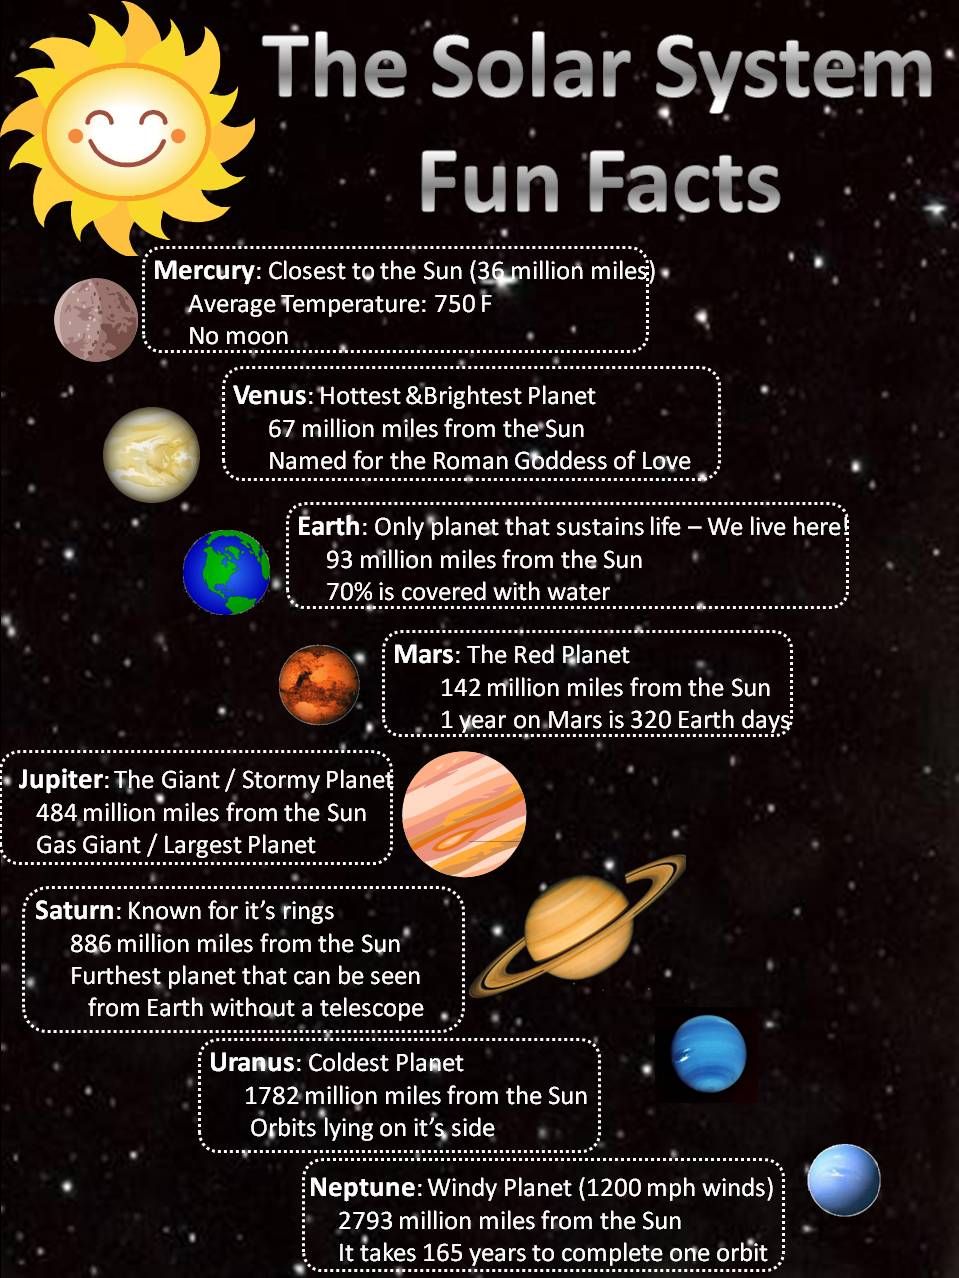 The Solar System
Fun Facts
Mercury: Closest to the Sun (36 million miles)
Average Temperature: 750 F
No moon
Venus: Hottest &Brightest Planet
67 million miles from the Sun
Named for the Roman Goddess of Love
Earth: Only planet that sustains life – We live here!
93 million miles from the Sun
70% is covered with water
Mars: The Red Planet
142 million miles from the Sun
1 year on Mars is 320 Earth days
Jupiter: The Giant / Stormy Planet
484 million miles from the Sun
Gas Giant / Largest Planet
Saturn: Known for it’s rings
886 million miles from the Sun
Furthest planet that can be seen
from Earth without a telescope
Uranus: Coldest Planet
1782 million miles from the Sun
Orbits lying on it’s side
Neptune: Windy Planet (1200 mph winds)
2793 million miles from the Sun
It takes 165 years to complete one orbit